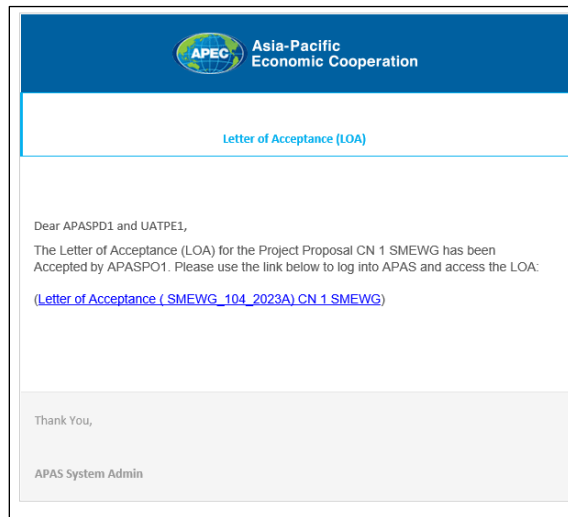 APEC
Asia-Pacific
Economic Cooperation
Letter of Acceptance (LOA)
Dear APASPD1 and UATPE1,
The Letter of Acceptance (LOA) for the Project Proposal CN 1 SMEWG has been
Accepted by APASPO1. Please use the link below to log into APAS and access the LOA:
(Letter of Acceptance ( SMEWG_104_2023A) CN 1 SMEWG)
Thank You,
APAS System Admin